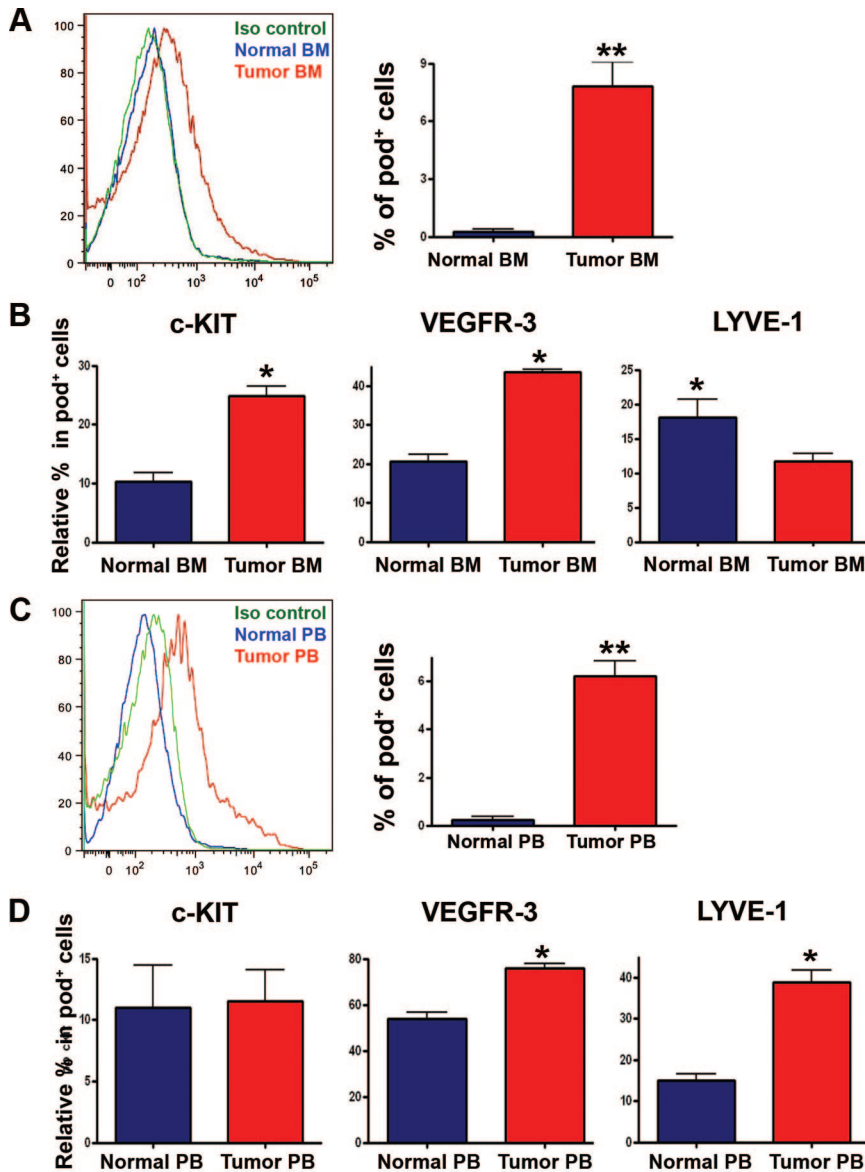 A
Iso control
Normal BM
Tumor BM
100
80
60
40
20
0
0 10² 10³ 10⁴ 10⁵
% of pod⁺ cells
9
6
3
0
**
Normal BM Tumor BM
B
c-KIT VEGFR-3 LYVE-1
Relative % in pod⁺ cells
30
20
10
0
*
Normal BM Tumor BM
40
30
20
10
0
*
Normal BM Tumor BM
25
20
15
10
5
0
*
Normal BM Tumor BM
C
Iso control
Normal PB
Tumor PB
100
80
60
40
20
0
0 10² 10³ 10⁴ 10⁵
% of pod⁺ cells
6
4
2
0
**
Normal PB Tumor PB
D
c-KIT VEGFR-3 LYVE-1
Relative % in pod⁺ cells
15
10
5
0
Normal PB Tumor PB
80
60
40
20
0
*
Normal PB Tumor PB
40
30
20
10
0
*
Normal PB Tumor PB